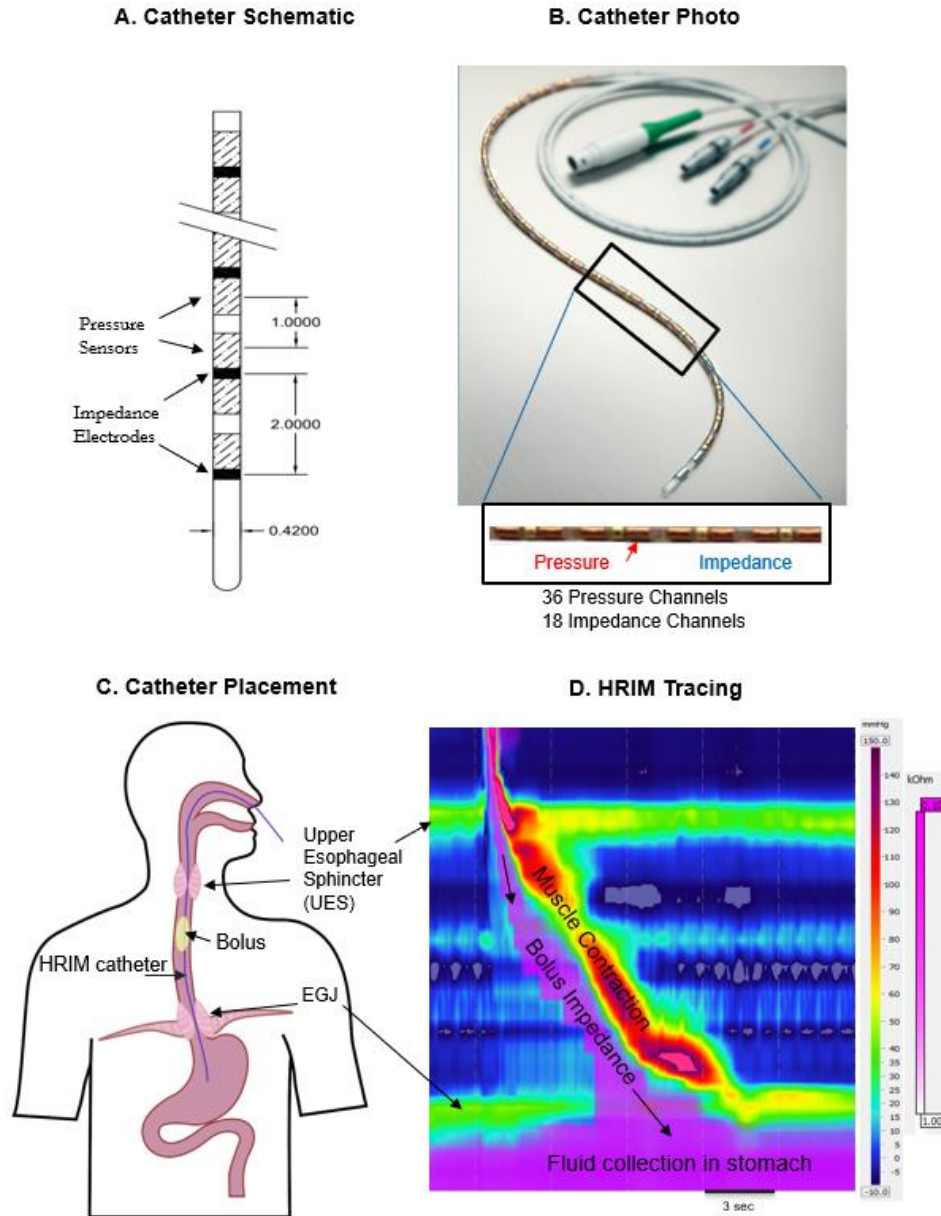 A. Catheter Schematic
B. Catheter Photo
Pressure
Sensors
Impedance
Electrodes
1.0000
2.0000
0.4200
Pressure
Impedance
36 Pressure Channels
18 Impedance Channels
C. Catheter Placement
D. HRIM Tracing
Upper
Esophageal
Sphincter
(UES)
Bolus
HRIM catheter
EGJ
Muscle Contraction
Bolus Impedance
Fluid collection in stomach
3 sec
mmHg
150.0
140
130
120
110
100
90
80
70
60
50
40
35
30
25
20
15
10
5
0
-5
-10.0
kOhm
1.00